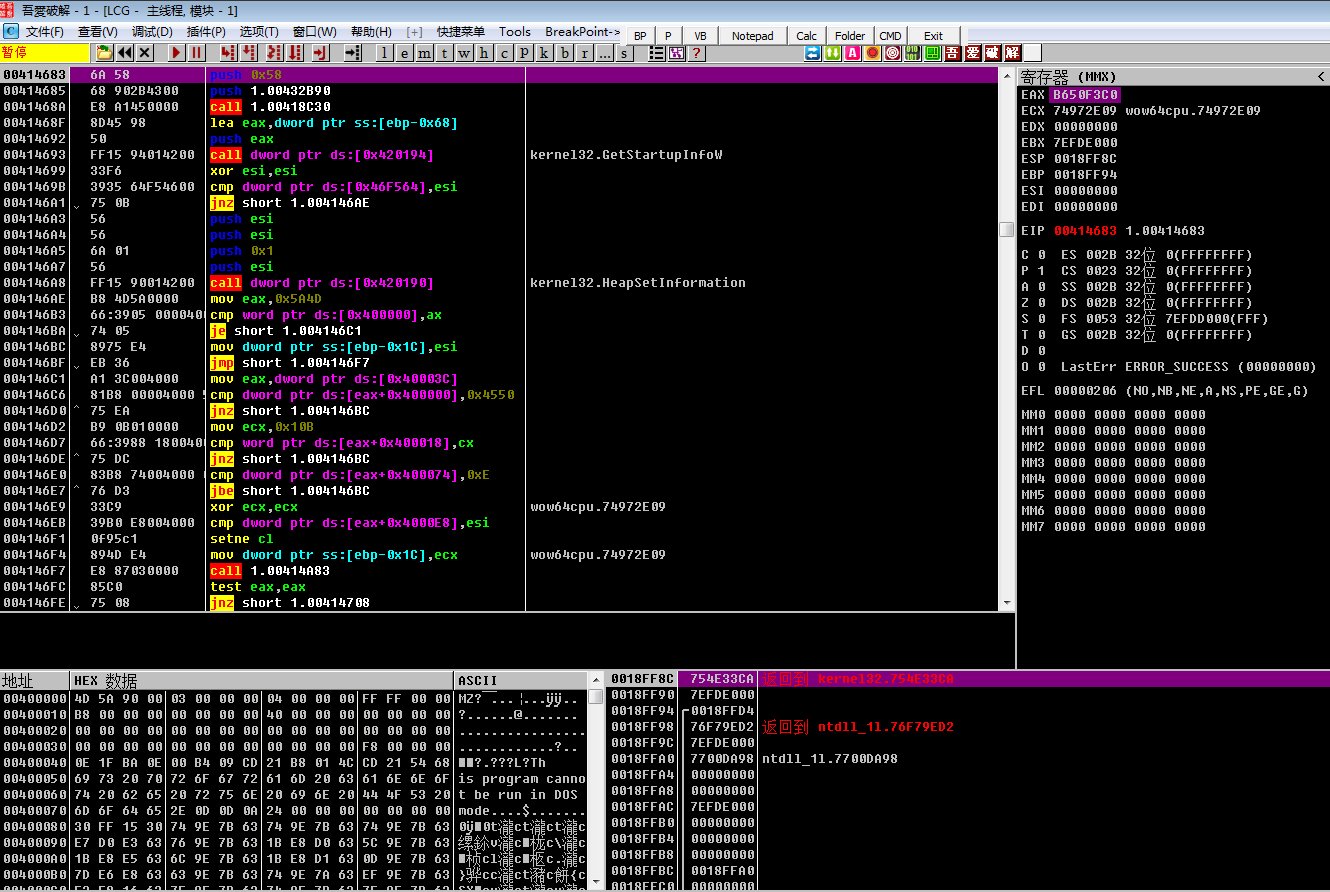 吾爱破解 - 1 - [LCG - 主线程, 模块 - 1]
C 文件(F) 查看(V) 调试(D) 插件(P) 选项(T) 窗口(W) 帮助(H) [+] 快捷菜单 Tools BreakPoint-> BP P VB Notepad Calc Folder CMD Exit
暂停 l e m t w h c p k b r ... s ? A 吾 爱 破 解
00414683 6A 58 push 0x58
00414685 68 902B4300 push 1.00432B90
0041468A E8 A1450000 call 1.00418C30
0041468F 8D45 98 lea eax,dword ptr ss:[ebp-0x68]
00414692 50 push eax
00414693 FF15 94014200 call dword ptr ds:[0x420194] kernel32.GetStartupInfoW
00414699 33F6 xor esi,esi
0041469B 3935 64F54600 cmp dword ptr ds:[0x46F564],esi
004146A1 75 0B jnz short 1.004146AE
004146A3 56 push esi
004146A4 56 push esi
004146A5 6A 01 push 0x1
004146A7 56 push esi
004146A8 FF15 90014200 call dword ptr ds:[0x420190] kernel32.HeapSetInformation
004146AE B8 4D5A0000 mov eax,0x5A4D
004146B3 66:3905 000040 cmp word ptr ds:[0x400000],ax
004146BA 74 05 je short 1.004146C1
004146BC 8975 E4 mov dword ptr ss:[ebp-0x1C],esi
004146BF EB 36 jmp short 1.004146F7
004146C1 A1 3C004000 mov eax,dword ptr ds:[0x40003C]
004146C6 81B8 00004000 cmp dword ptr ds:[eax+0x400000],0x4550
004146D0 75 EA jnz short 1.004146BC
004146D2 B9 0B010000 mov ecx,0x10B
004146D7 66:3988 180040 cmp word ptr ds:[eax+0x400018],cx
004146DE 75 DC jnz short 1.004146BC
004146E0 83B8 74004000 cmp dword ptr ds:[eax+0x400074],0xE
004146E7 76 D3 jbe short 1.004146BC
004146E9 33C9 xor ecx,ecx wow64cpu.74972E09
004146EB 39B0 E8004000 cmp dword ptr ds:[eax+0x4000E8],esi
004146F1 0f95c1 setne cl
004146F4 894D E4 mov dword ptr ss:[ebp-0x1C],ecx wow64cpu.74972E09
004146F7 E8 87030000 call 1.00414A83
004146FC 85C0 test eax,eax
004146FE 75 08 jnz short 1.00414708
寄存器 (MMX) <
EAX B650F3C0
ECX 74972E09 wow64cpu.74972E09
EDX 00000000
EBX 7EFDE000
ESP 0018FF8C
EBP 0018FF94
ESI 00000000
EDI 00000000
EIP 00414683 1.00414683
C 0 ES 002B 32位 0(FFFFFFFF)
P 1 CS 0023 32位 0(FFFFFFFF)
A 0 SS 002B 32位 0(FFFFFFFF)
Z 0 DS 002B 32位 0(FFFFFFFF)
S 0 FS 0053 32位 7EFDD000(FFF)
T 0 GS 002B 32位 0(FFFFFFFF)
D 0
O 0 LastErr ERROR_SUCCESS (00000000)
EFL 00000206 (NO,NB,NE,A,NS,PE,GE,G)
MM0 0000 0000 0000 0000
MM1 0000 0000 0000 0000
MM2 0000 0000 0000 0000
MM3 0000 0000 0000 0000
MM4 0000 0000 0000 0000
MM5 0000 0000 0000 0000
MM6 0000 0000 0000 0000
MM7 0000 0000 0000 0000
地址 HEX 数据 ASCII
00400000 4D 5A 90 00 03 00 00 00 04 00 00 00 FF FF 00 00
00400010 B8 00 00 00 00 00 00 00 40 00 00 00 00 00 00 00 ?......@.......
00400020 00 00 00 00 00 00 00 00 00 00 00 00 00 00 00 00 ................
00400030 00 00 00 00 00 00 00 00 00 00 00 00 F8 00 00 00 ............?..
00400040 0E 1F BA 0E 00 B4 09 CD 21 B8 01 4C CD 21 54 68
00400050 69 73 20 70 72 6F 67 72 61 6D 20 63 61 6E 6E 6F is program canno
00400060 74 20 62 65 20 72 75 6E 20 69 6E 20 44 4F 53 20 t be run in DOS
00400070 6D 6F 64 65 2E 0D 0D 0A 24 00 00 00 00 00 00 00 mode....$.......
00400080 30 FF 15 30 74 9E 7B 63 74 9E 7B 63 74 9E 7B 63
00400090 E7 D0 E3 63 76 9E 7B 63 1B E8 D0 63 5C 9E 7B 63
004000A0 1B E8 E5 63 6C 9E 7B 63 1B E8 D1 63 0D 9E 7B 63
004000B0 7D E6 E8 63 63 9E 7B 63 74 9E 7A 63 EF 9E 7B 63
0018FF8C 754E33CA 返回到 kernel32.754E33CA
0018FF90 7EFDE000
0018FF94 0018FFD4
0018FF98 76F79ED2 返回到 ntdll_1l.76F79ED2
0018FF9C 7EFDE000
0018FFA0 7700DA98 ntdll_1l.7700DA98
0018FFA4 00000000
0018FFA8 00000000
0018FFAC 7EFDE000
0018FFB0 00000000
0018FFB4 00000000
0018FFB8 00000000
0018FFBC 0018FFA0
0018FFC0 00000000